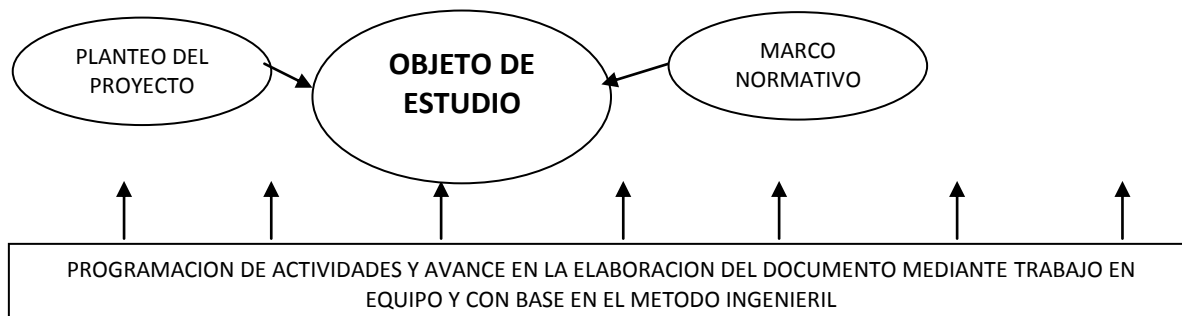 PLANTEO DEL
PROYECTO
OBJETO DE
ESTUDIO
MARCO
NORMATIVO
PROGRAMACION DE ACTIVIDADES Y AVANCE EN LA ELABORACION DEL DOCUMENTO MEDIANTE TRABAJO EN
EQUIPO Y CON BASE EN EL METODO INGENIERIL